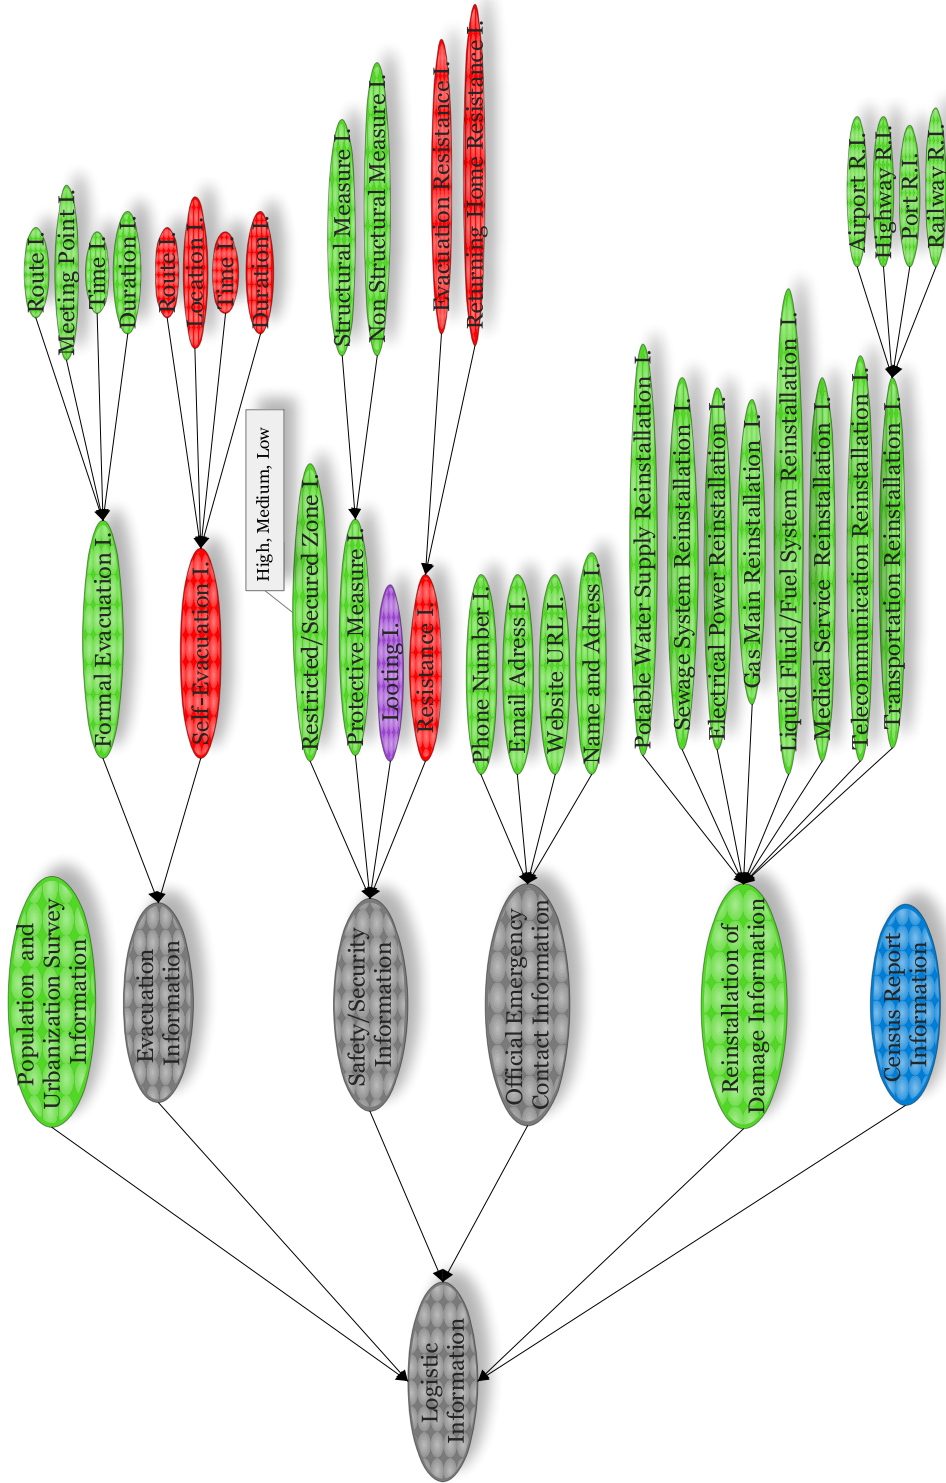 Route I.
Meeting Point I.
Time I.
Duration I.
Route I.
Location I.
Time I.
Duration I.
Structural Measure I.
Non Structural Measure I.
Evacuation Resistance I.
Returning Home Resistance I.
Airport R.I.
Highway R.I.
Port R.I.
Railway R.I.
Formal Evacuation I.
Self-Evacuation I.
High, Medium, Low
Restricted/Secured Zone I.
Protective Measure I.
Looting I.
Resistance I.
Phone Number I.
Email Adress I.
Website URL I.
Name and Adress I.
Potable Water Supply Reinstallation I.
Sewage System Reinstallation I.
Electrical Power Reinstallation I.
Gas Main Reinstallation I.
Liquid Fluid/Fuel System Reinstallation I.
Medical Service Reinstallation I.
Telecommunication Reinstallation I.
Transportation Reinstallation I.
Population and
Urbanization Survey
Information
Evacuation
Information
Safety/Security
Information
Official Emergency
Contact Information
Reinstallation of
Damage Information
Census Report
Information
Logistic
Information